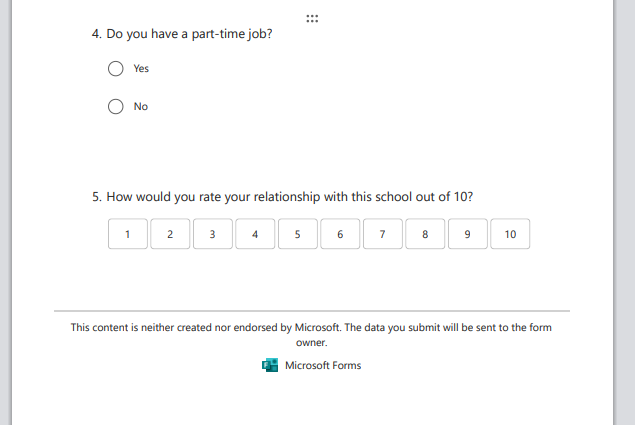 4. Do you have a part-time job?
Yes
No
5. How would you rate your relationship with this school out of 10?
1 2 3 4 5 6 7 8 9 10
This content is neither created nor endorsed by Microsoft. The data you submit will be sent to the form
owner.
Microsoft Forms